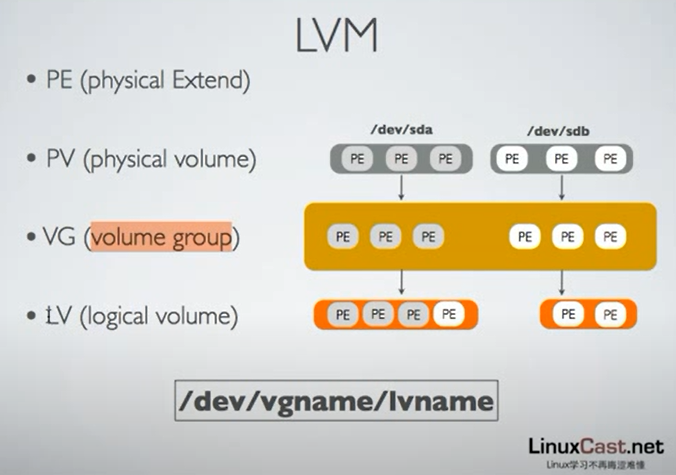 LVM
• PE (physical Extend)
• PV (physical volume)
• VG (volume group)
• LV (logical volume)
/dev/sda
/dev/sdb
PE PE PE
PE PE PE
PE PE PE
PE PE PE
PE PE PE PE
PE PE
/dev/vgname/lvname
LinuxCast.net
Linux学习不再晦涩难懂